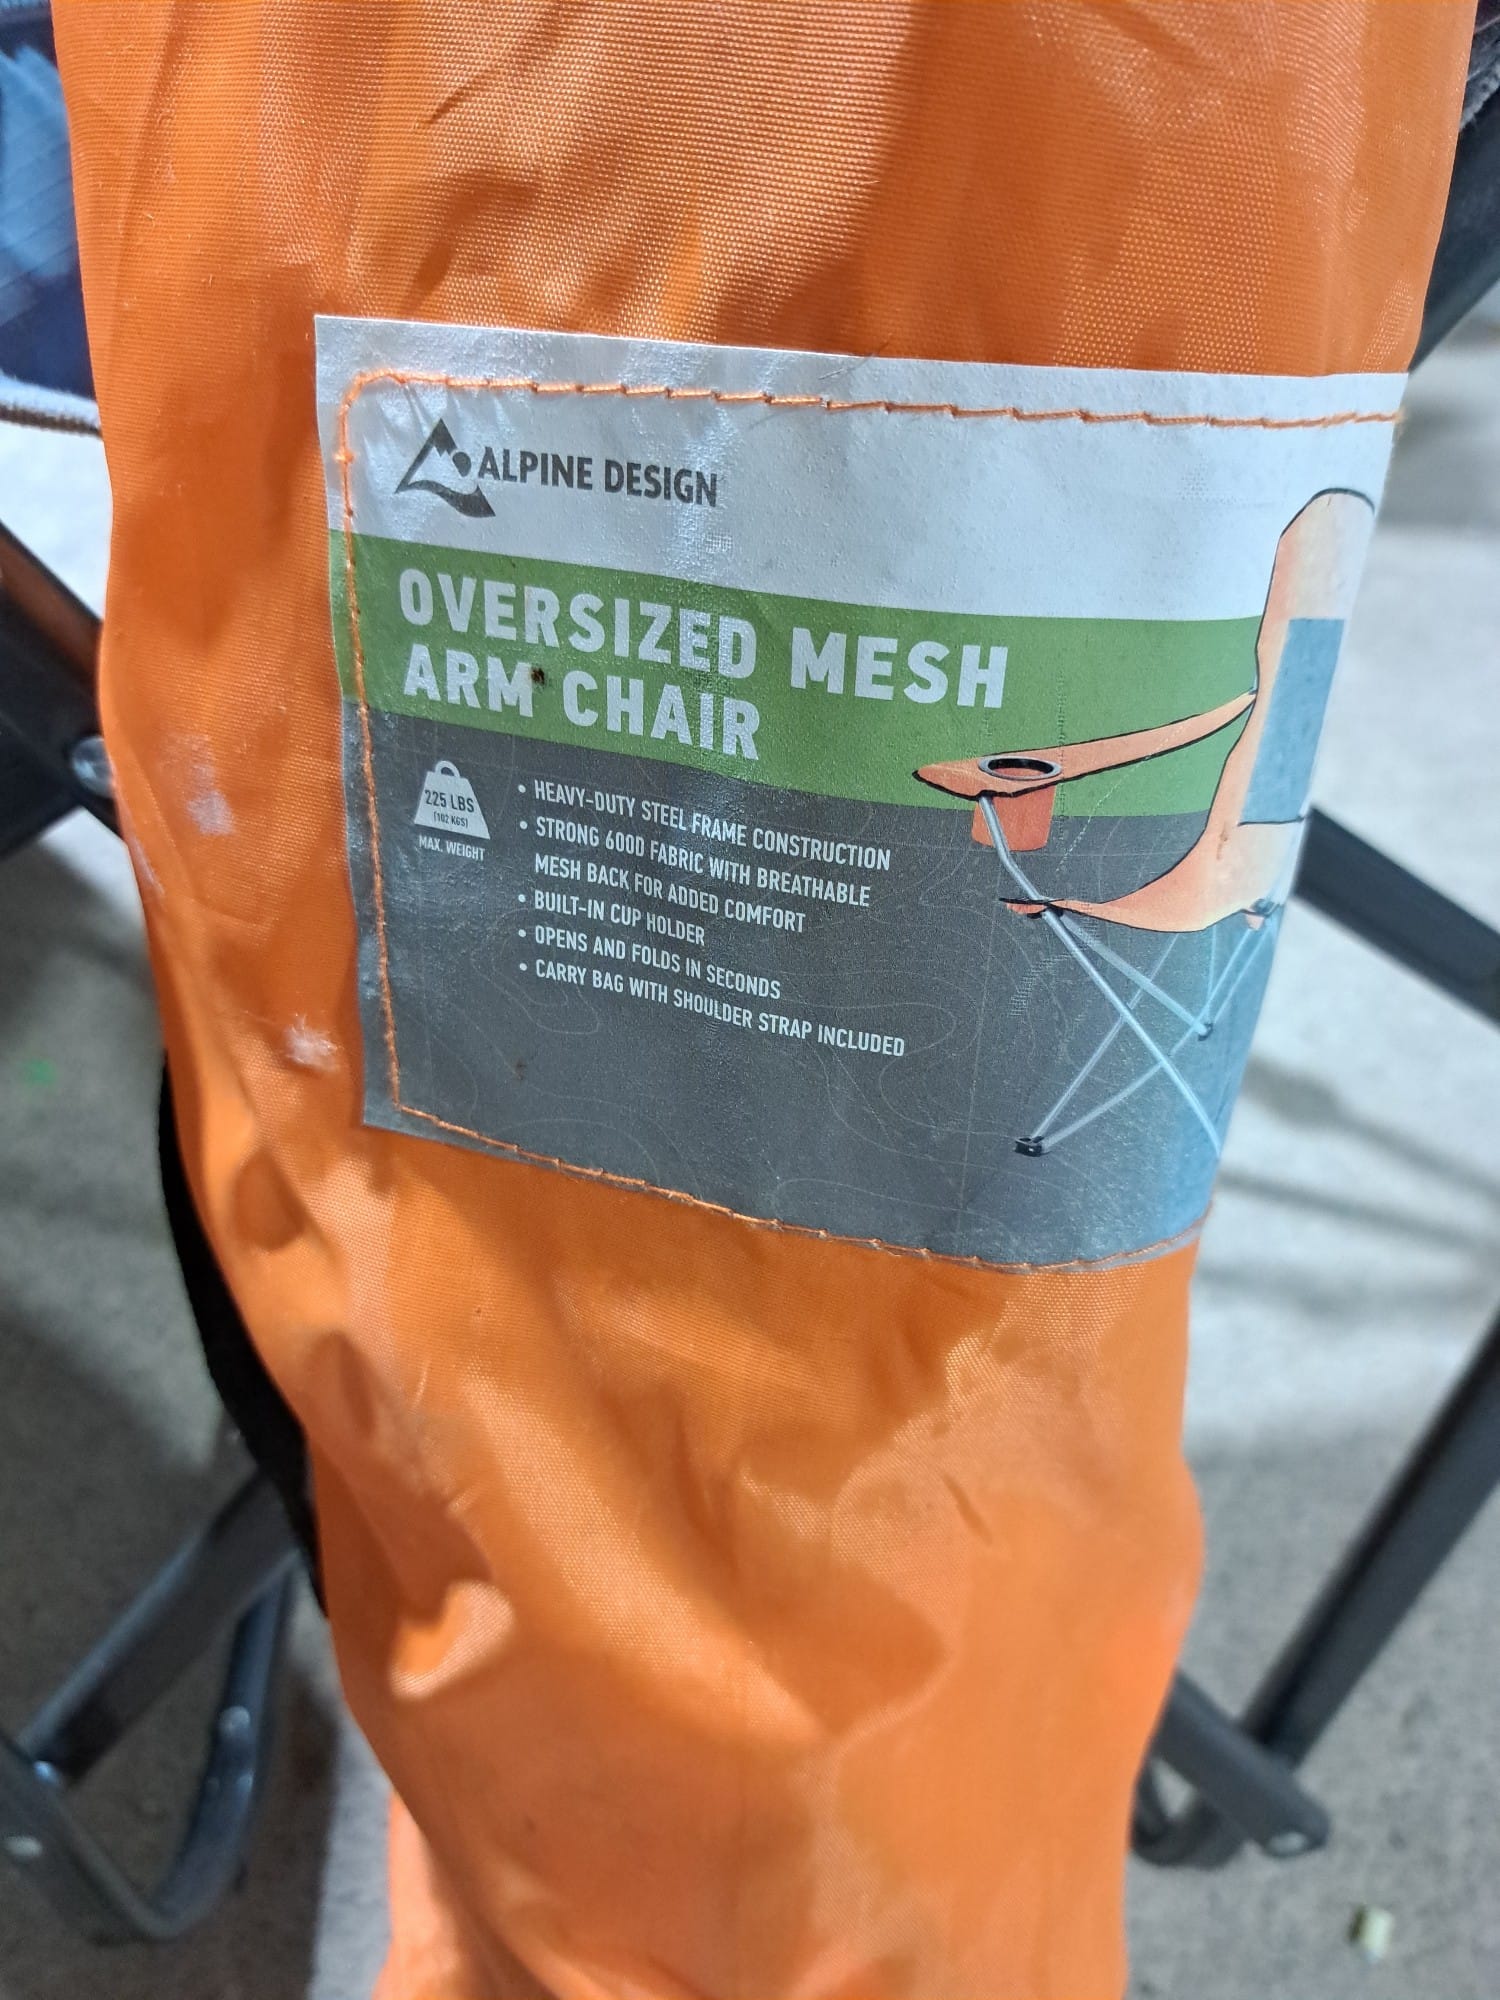 ALPINE DESIGN
OVERSIZED MESH
ARM CHAIR
225 LBS
(102 KGS)
MAX. WEIGHT
• HEAVY-DUTY STEEL FRAME CONSTRUCTION
• STRONG 600D FABRIC WITH BREATHABLE
MESH BACK FOR ADDED COMFORT
• BUILT-IN CUP HOLDER
• OPENS AND FOLDS IN SECONDS
• CARRY BAG WITH SHOULDER STRAP INCLUDED